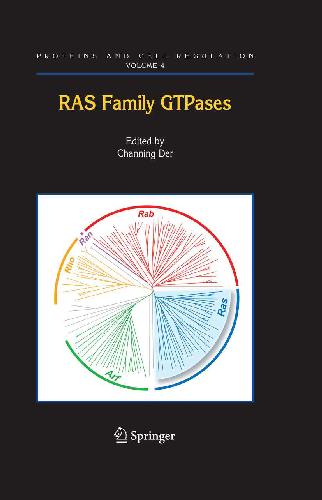 PROTEINS AND CELL REGULATION
VOLUME 4
RAS Family GTPases
Edited by
Channing Der
Rab
Ran
Rho
Ras
Arf
Springer